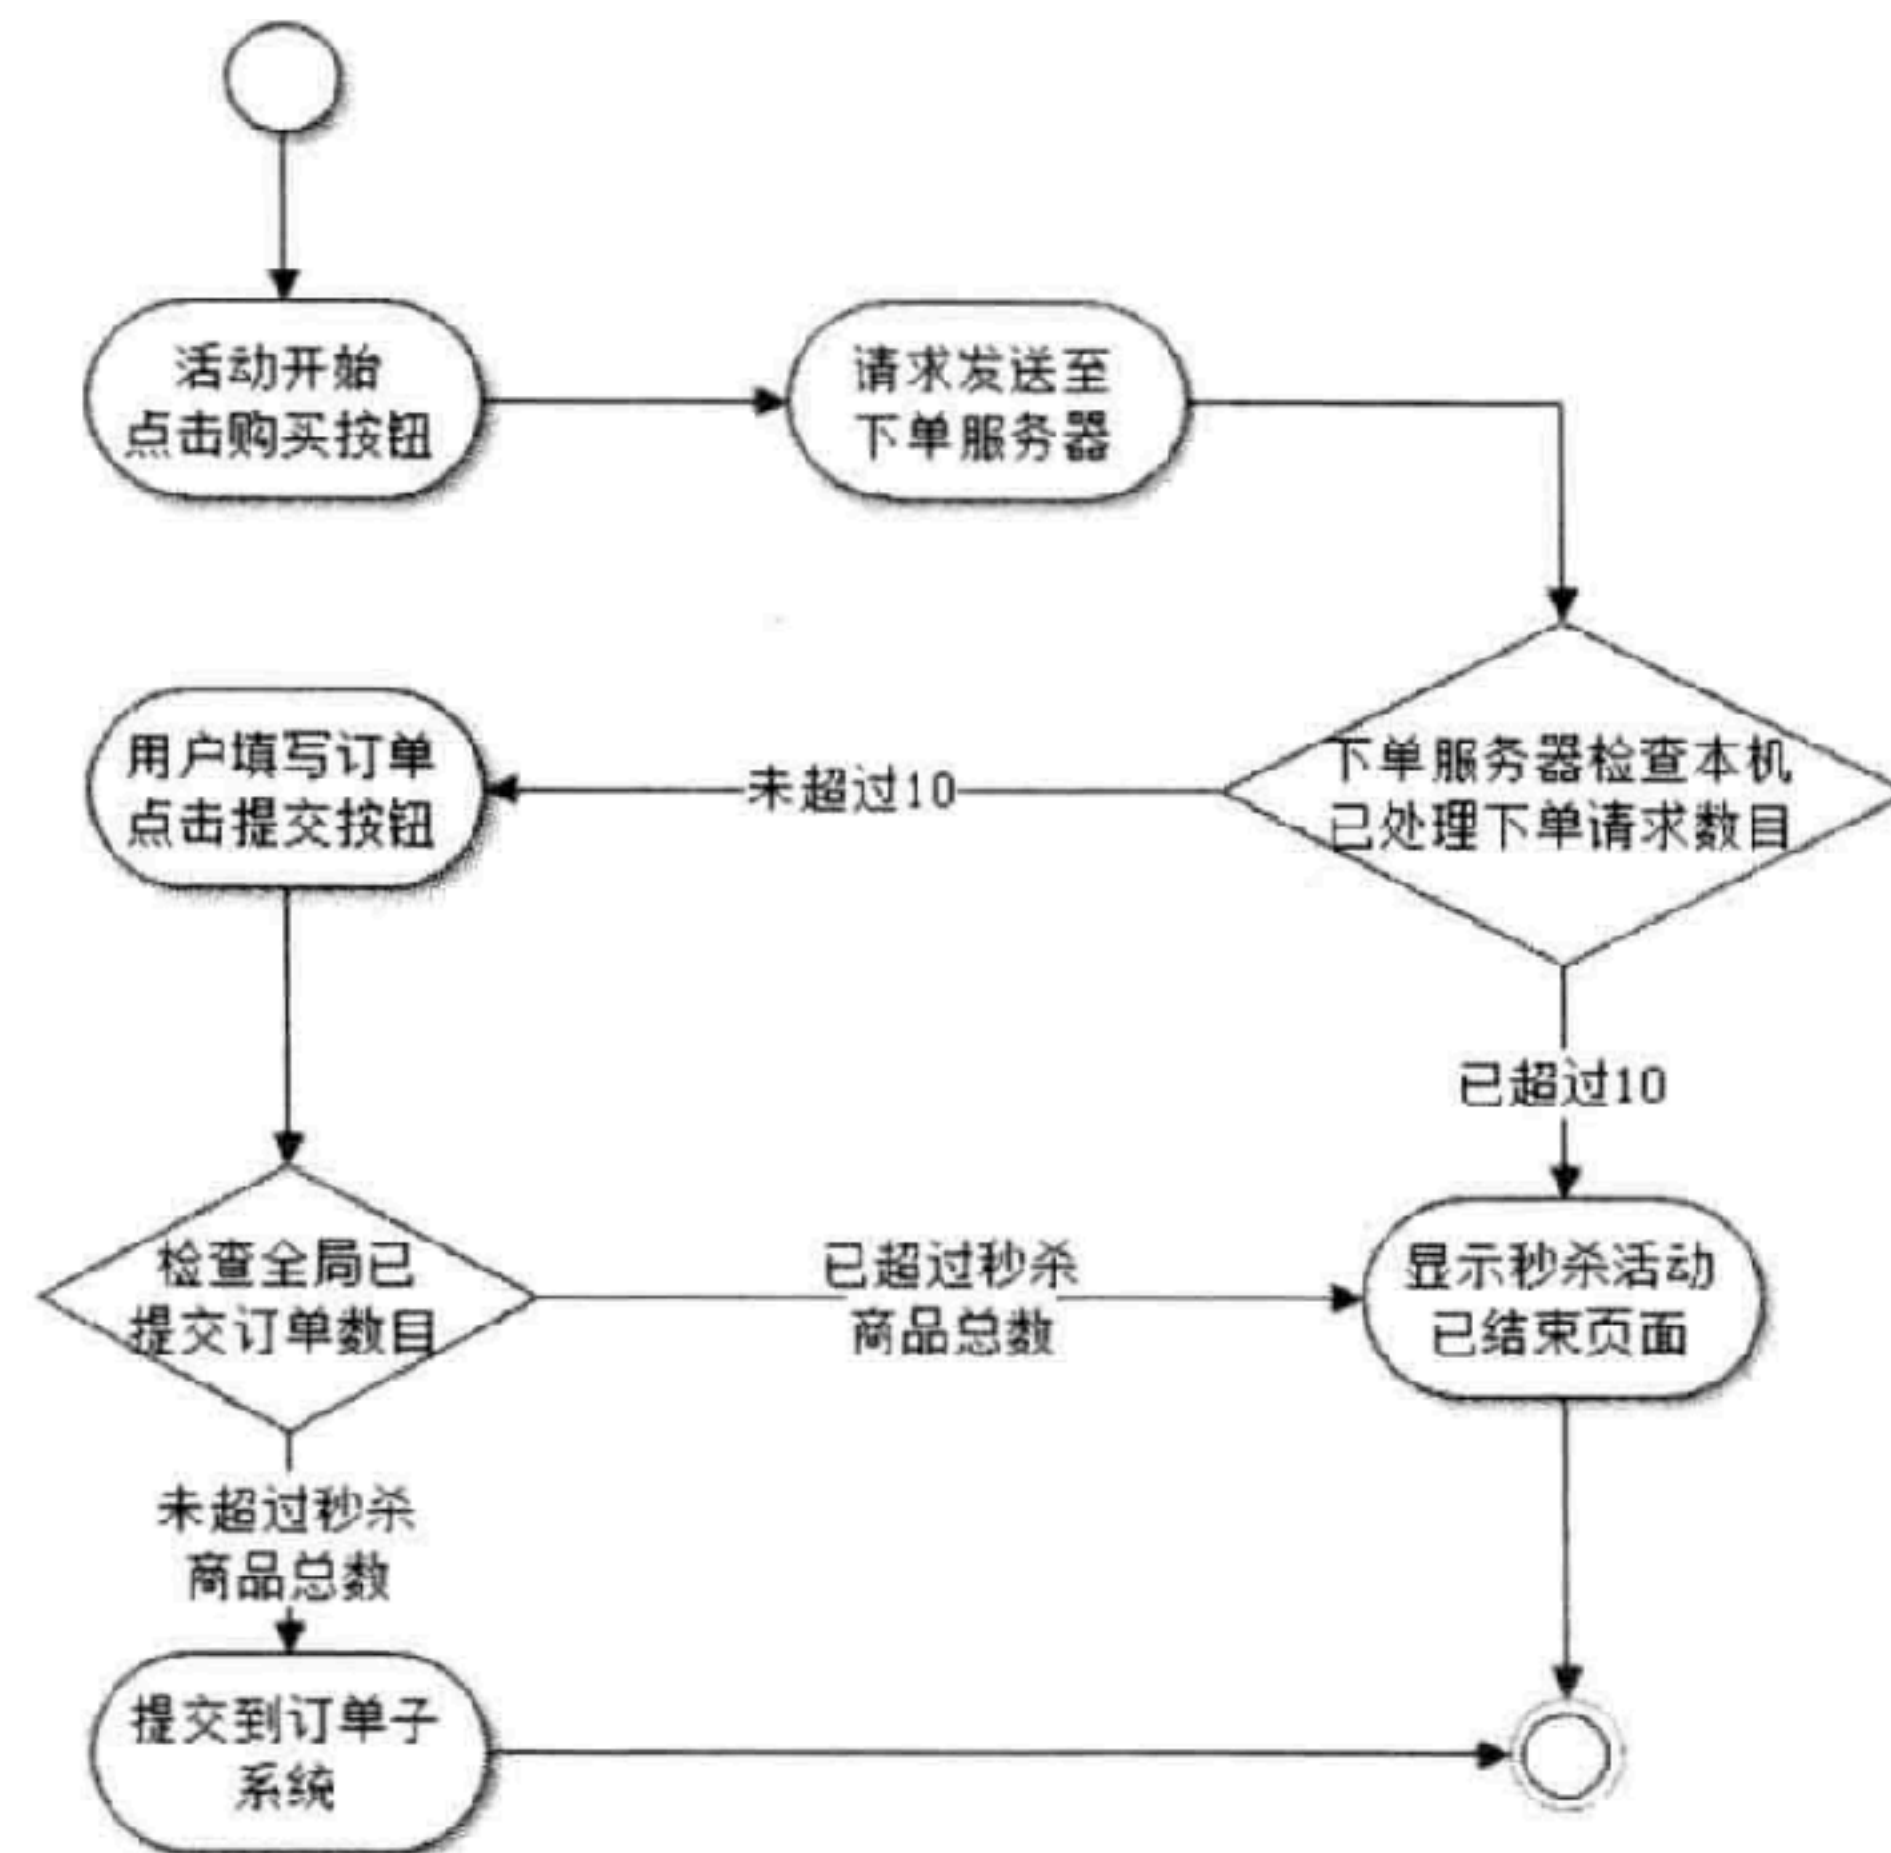 活动开始
点击购买按钮
请求发送至
下单服务器
用户填写订单
点击提交按钮
未超过10
下单服务器检查本机
已处理下单请求数目
已超过10
检查全局已
提交订单数目
已超过秒杀
商品总数
显示秒杀活动
已结束页面
未超过秒杀
商品总数
提交到订单子
系统